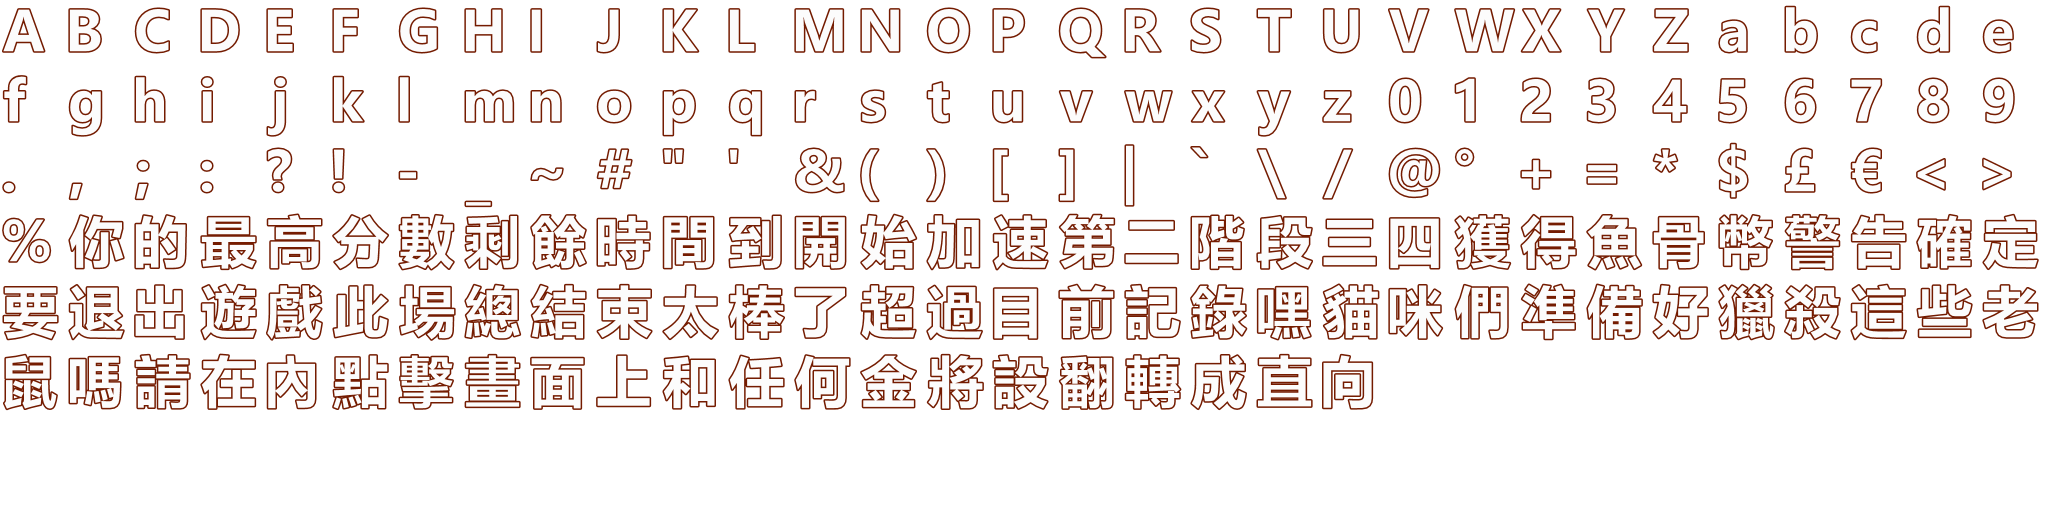 A B C D E F G H I J K L M N O P Q R S T U V W X Y Z a b c d e
f g h i j k l m n o p q r s t u v w x y z 0 1 2 3 4 5 6 7 8 9
. , ; : ? ! - _ ~ # " ' & ( ) [ ] | ` \ / @ ° + = * $ £ € < >
% 你 的 最 高 分 數 剩 餘 時 間 到 開 始 加 速 第 二 階 段 三 四 獲 得 魚 骨 幣 警 告 確 定
要 退 出 遊 戲 此 場 總 結 束 太 棒 了 超 過 目 前 記 錄 嘿 貓 咪 們 準 備 好 獵 殺 這 些 老
鼠 嗎 請 在 內 點 擊 畫 面 上 和 任 何 金 將 設 翻 轉 成 直 向